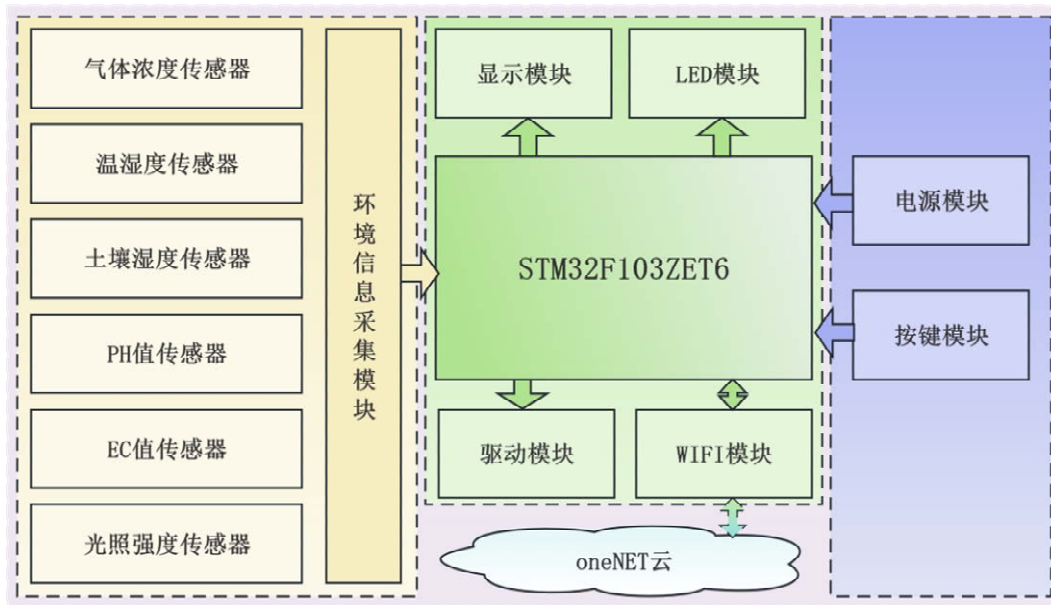 气体浓度传感器
温湿度传感器
土壤湿度传感器
PH值传感器
EC值传感器
光照强度传感器
环境信息采集模块
显示模块
LED模块
STM32F103ZET6
驱动模块
WIFI模块
oneNET云
电源模块
按键模块